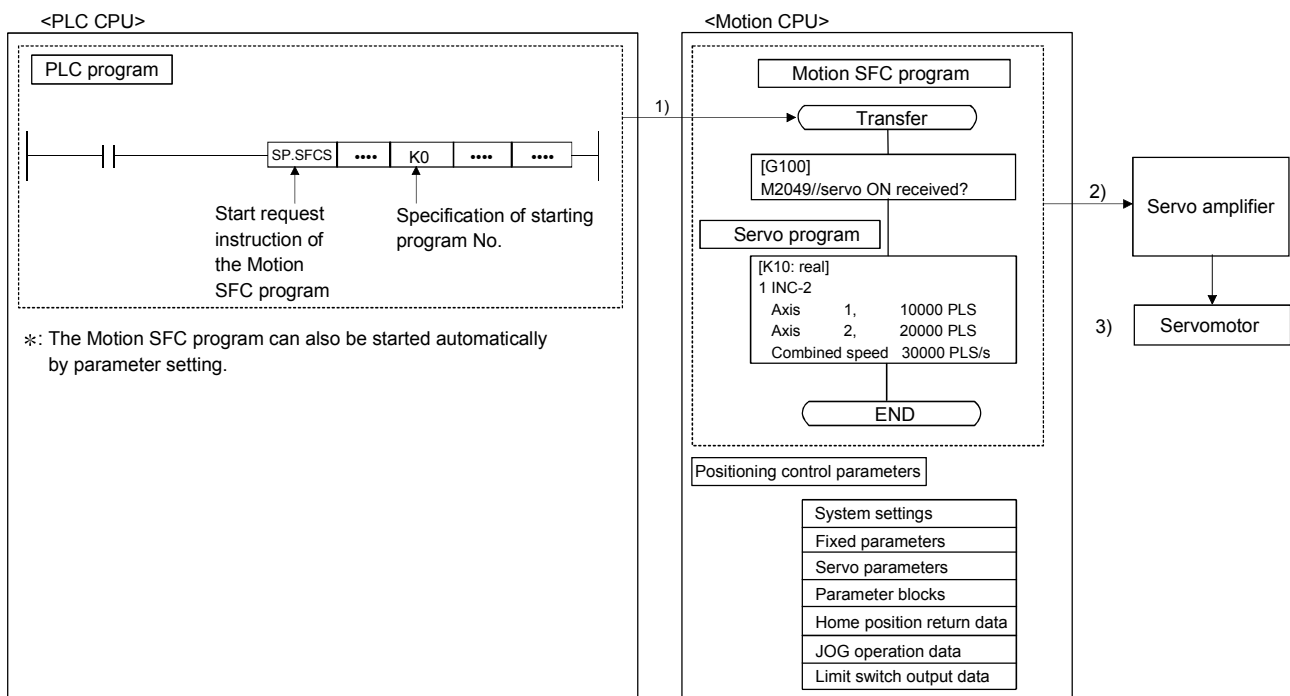 <PLC CPU>
PLC program
SP.SFCS •••• K0 •••• ••••
Start request
instruction of
the Motion
SFC program
Specification of starting
program No.
*: The Motion SFC program can also be started automatically
by parameter setting.
1)
<Motion CPU>
Motion SFC program
Transfer
[G100]
M2049//servo ON received?
Servo program
[K10: real]
1 INC-2
Axis 1, 10000 PLS
Axis 2, 20000 PLS
Combined speed 30000 PLS/s
END
Positioning control parameters
System settings
Fixed parameters
Servo parameters
Parameter blocks
Home position return data
JOG operation data
Limit switch output data
2)
Servo amplifier
3)
Servomotor